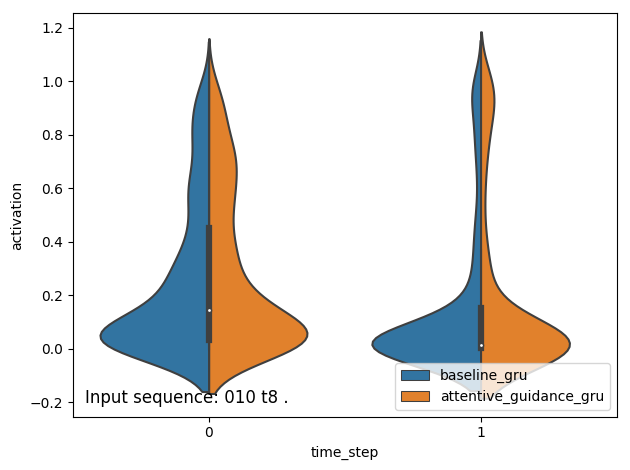 1.2
1.0
0.8
0.6
0.4
0.2
0.0
−0.2
activation
Input sequence: 010 t8 .
baseline_gru
attentive_guidance_gru
0 1
time_step